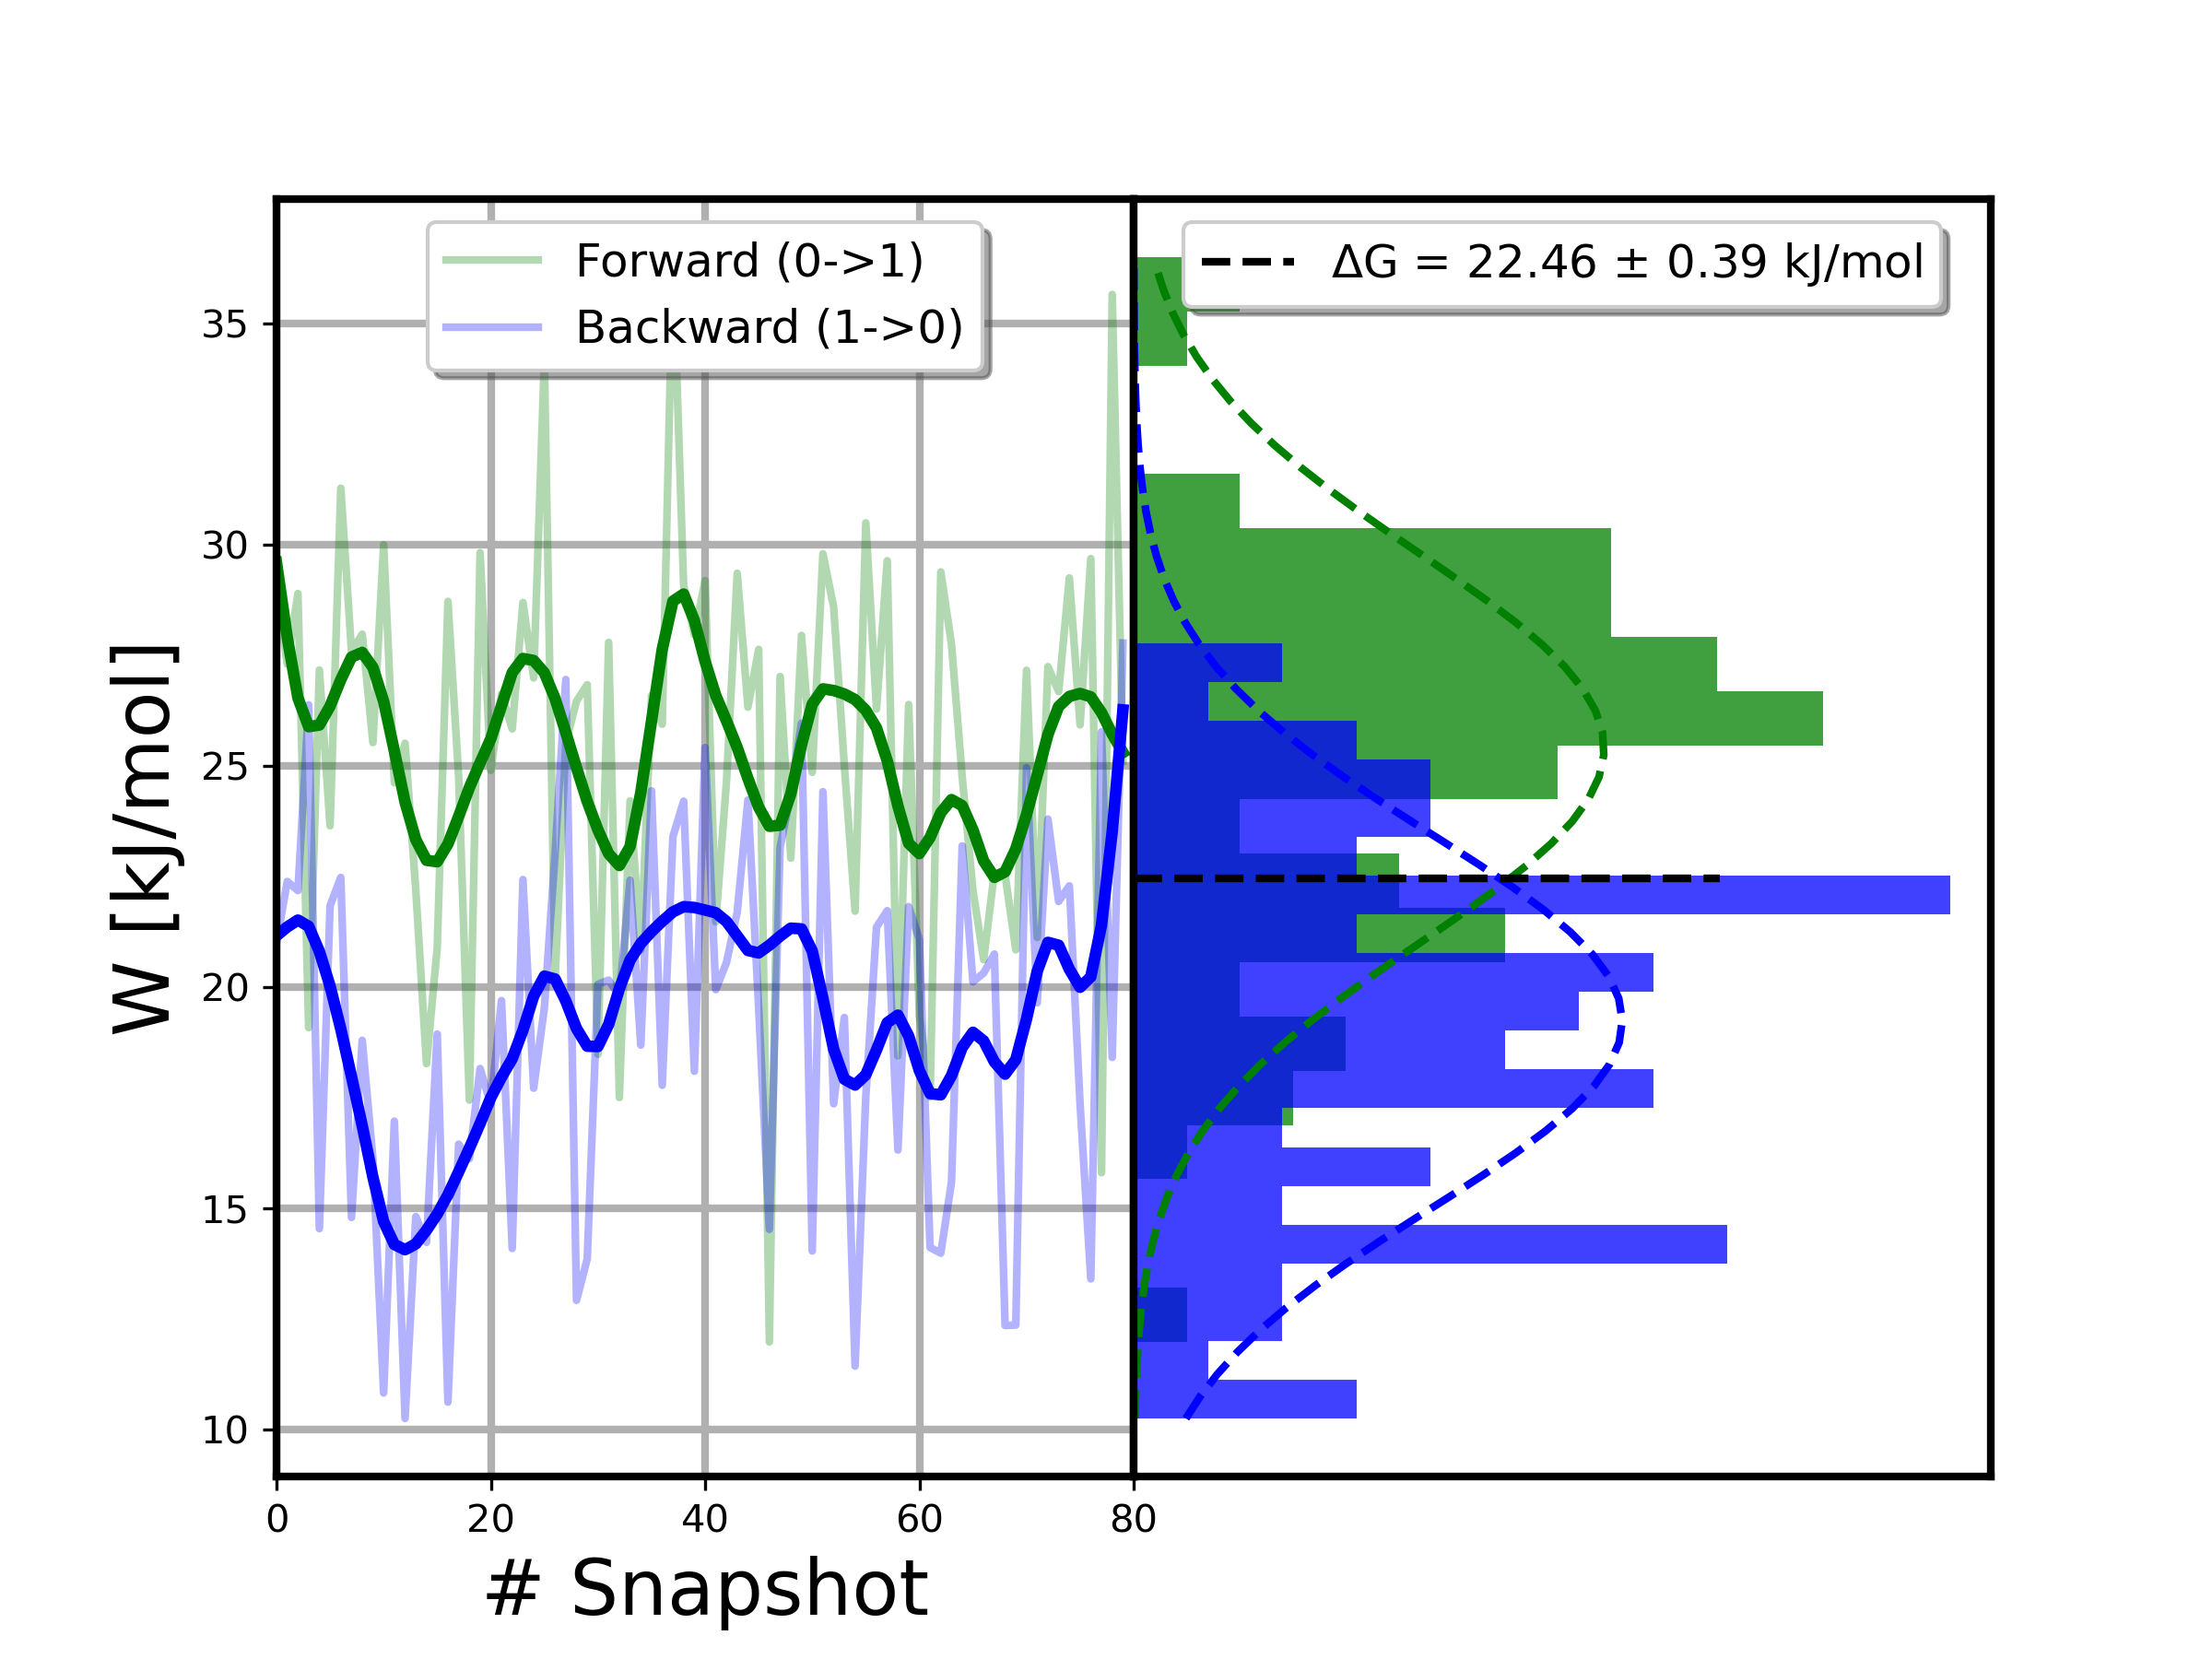 Forward (0->1)
Backward (1->0)
ΔG = 22.46 ± 0.39 kJ/mol
W [kJ/mol]
35
30
25
20
15
10
0 20 40 60 80
# Snapshot